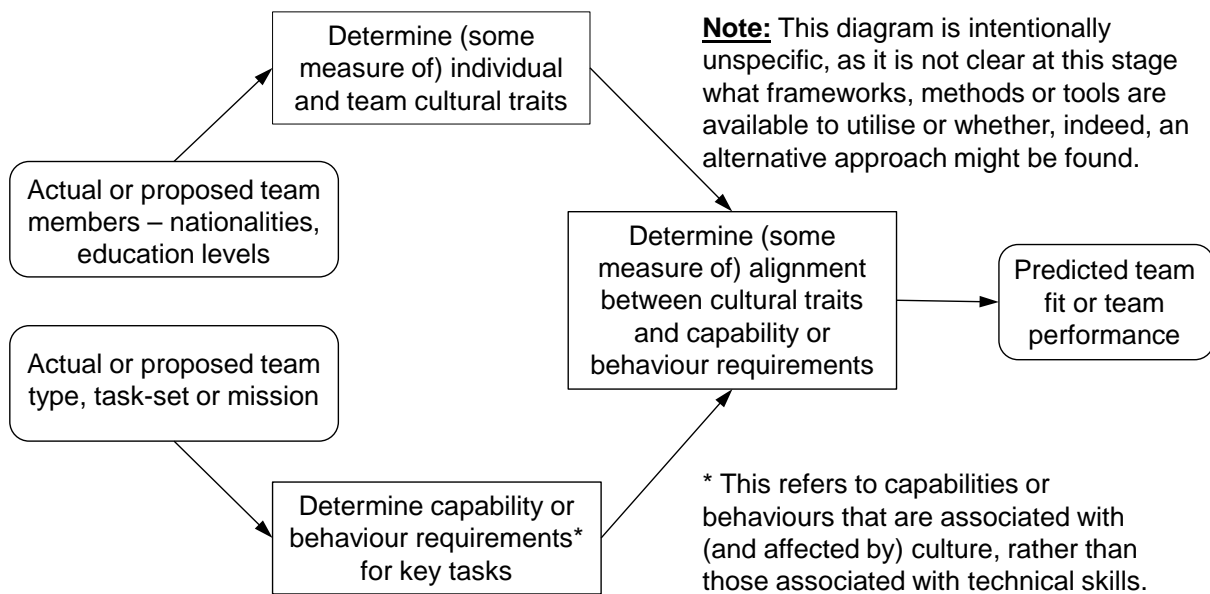 Determine (some
measure of) individual
and team cultural traits
Note: This diagram is intentionally
unspecific, as it is not clear at this stage
what frameworks, methods or tools are
available to utilise or whether, indeed, an
alternative approach might be found.
Actual or proposed team
members – nationalities,
education levels
Determine (some
measure of) alignment
between cultural traits
and capability or
behaviour requirements
Predicted team
fit or team
performance
Actual or proposed team
type, task-set or mission
Determine capability or
behaviour requirements*
for key tasks
* This refers to capabilities or
behaviours that are associated with
(and affected by) culture, rather than
those associated with technical skills.